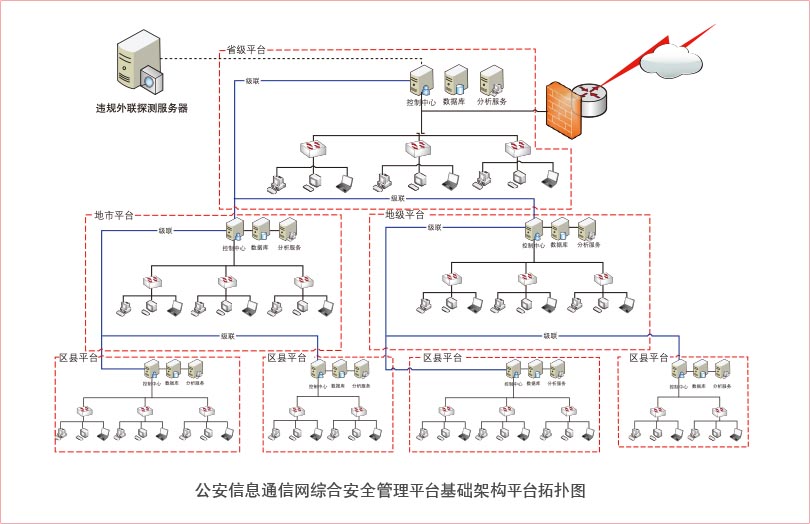 省级平台
级联
控制中心 数据库 分析服务
违规外联探测服务器
级联
地市平台
级联
控制中心 数据库 分析服务
地级平台
级联
控制中心 数据库 分析服务
级联
级联
区县平台
控制中心 数据库 分析服务
区县平台
控制中心 数据库 分析服务
区县平台
控制中心 数据库 分析服务
区县平台
控制中心 数据库 分析服务
公安信息通信网综合安全管理平台基础架构平台拓扑图